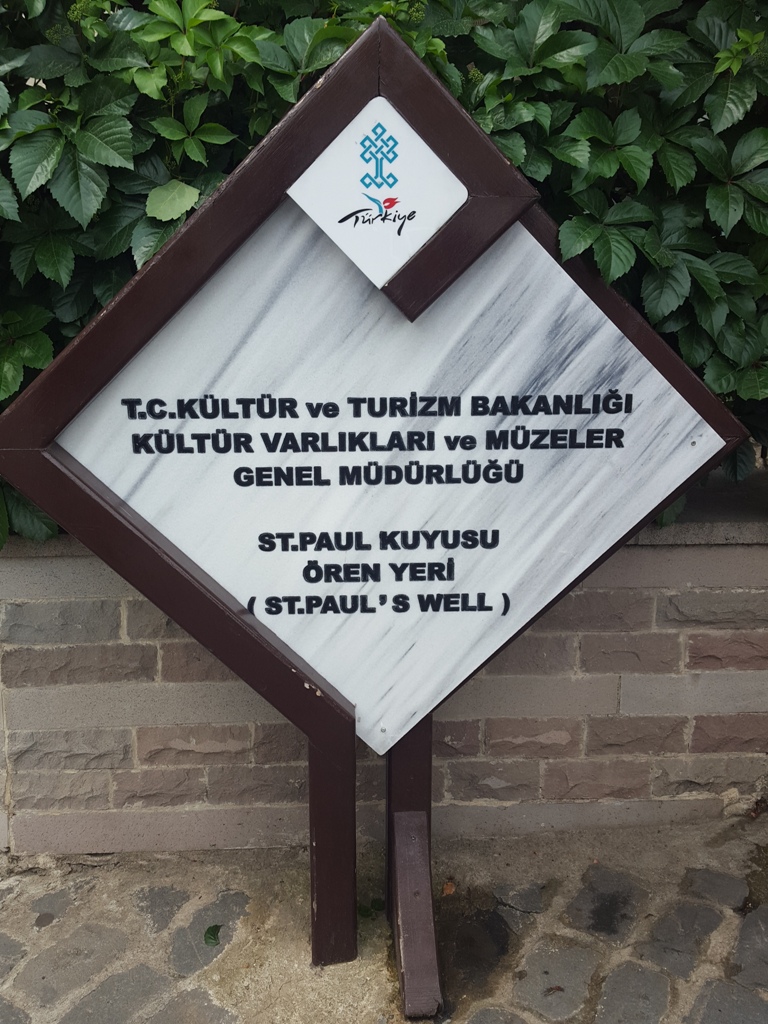 Türkiye
T.C.KÜLTÜR ve TURİZM BAKANLIĞI
KÜLTÜR VARLIKLARI ve MÜZELER
GENEL MÜDÜRLÜĞÜ
ST.PAUL KUYUSU
ÖREN YERİ
( ST.PAUL'S WELL )